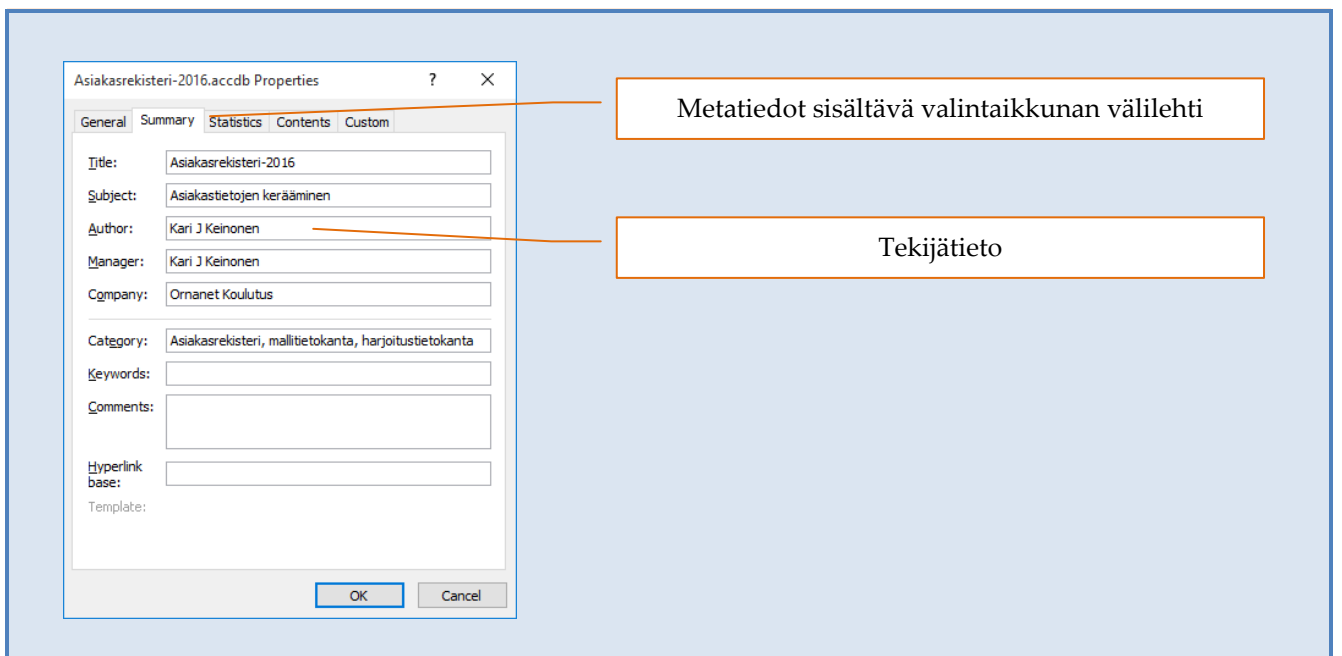 Asiakasrekisteri-2016.accdb Properties ? X
General Summary Statistics Contents Custom
Title: Asiakasrekisteri-2016
Subject: Asiakastietojen kerääminen
Author: Kari J Keinonen
Manager: Kari J Keinonen
Company: Ornanet Koulutus
Category: Asiakasrekisteri, mallitietokanta, harjoitustietokanta
Keywords:
Comments:
Hyperlink
base:
Template:
OK Cancel
Metatiedot sisältävä valintaikkunan välilehti
Tekijätieto